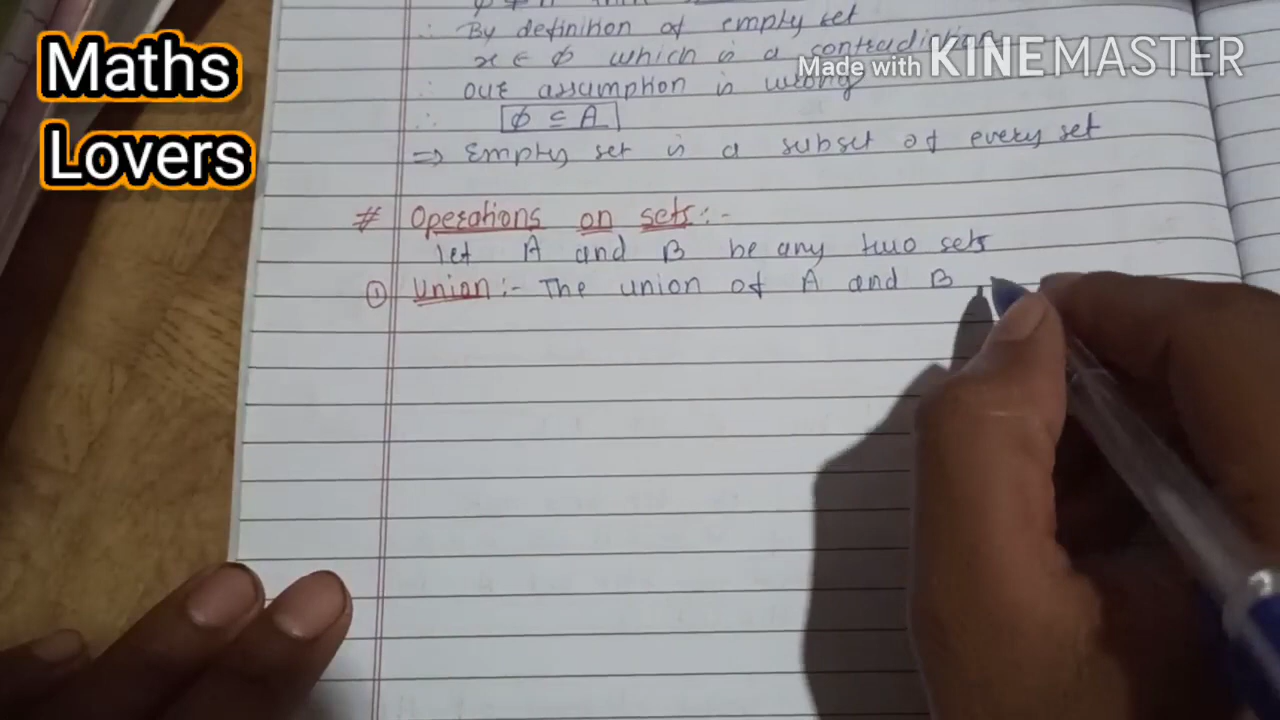 Maths
Lovers
Made with KINEMASTER
∴ By definition of empty set
x ∈ ϕ which is a contradiction
∴ our assumption is wrong
∴ ϕ ⊆ A
⇒ Empty set is a subset of every set
# Operations on sets:-
let A and B be any two sets
① Union:- The union of A and B